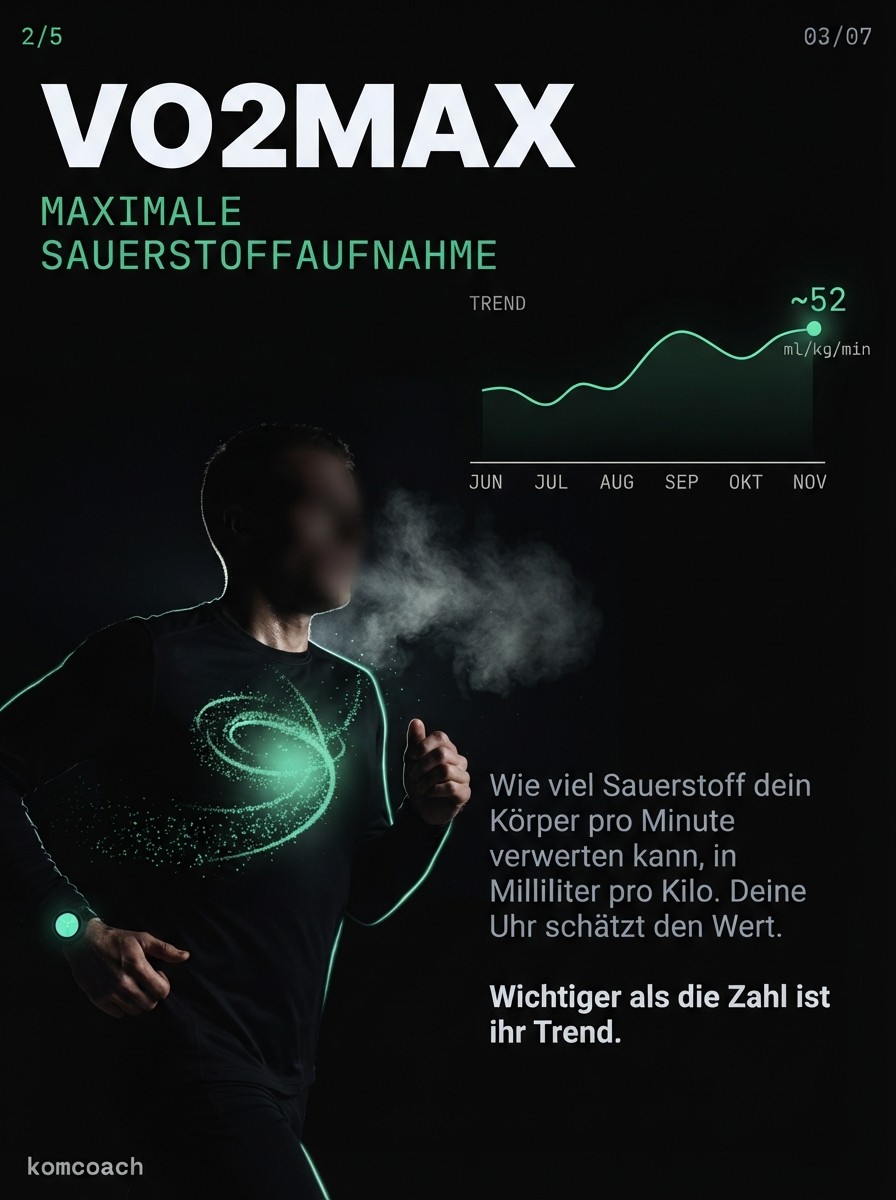 2/5
03/07
VO2MAX
MAXIMALE
SAUERSTOFFAUFNAHME
TREND
~52
ml/kg/min
JUN JUL AUG SEP OKT NOV
Wie viel Sauerstoff dein
Körper pro Minute
verwerten kann, in
Milliliter pro Kilo. Deine
Uhr schätzt den Wert.
Wichtiger als die Zahl ist
ihr Trend.
komcoach